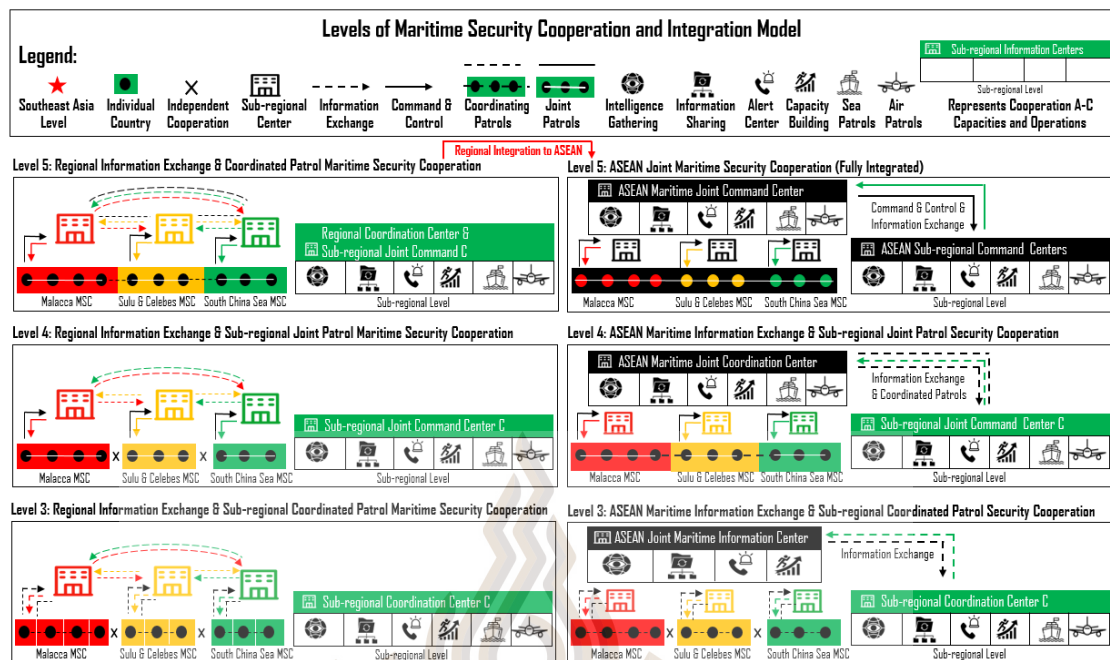 Levels of Maritime Security Cooperation and Integration Model
Legend:
Southeast Asia Level
Individual Country
Independent Cooperation
Sub-regional Center
Information Exchange
Command & Control
Coordinating Patrols
Joint Patrols
Intelligence Gathering
Information Sharing
Alert Center
Capacity Building
Sea Patrols
Air Patrols
Sub-regional Information Centers
Sub-regional Level
Represents Cooperation A-C
Capacities and Operations
Regional Integration to ASEAN
Level 5: Regional Information Exchange & Coordinated Patrol Maritime Security Cooperation
Regional Coordination Center &
Sub-regional Joint Command C
Malacca MSC
Sulu & Celebes MSC
South China Sea MSC
Sub-regional Level
Level 5: ASEAN Joint Maritime Security Cooperation (Fully Integrated)
ASEAN Maritime Joint Command Center
Command & Control &
Information Exchange
ASEAN Sub-regional Command Centers
Malacca MSC
Sulu & Celebes MSC
South China Sea MSC
Sub-regional Level
Level 4: Regional Information Exchange & Sub-regional Joint Patrol Maritime Security Cooperation
Sub-regional Joint Command Center C
x
x
Malacca MSC
Sulu & Celebes MSC
South China Sea MSC
Sub-regional Level
Level 4: ASEAN Maritime Information Exchange & Sub-regional Joint Patrol Security Cooperation
ASEAN Maritime Joint Coordination Center
Information Exchange
& Coordinated Patrols
Sub-regional Joint Command Center C
Malacca MSC
Sulu & Celebes MSC
South China Sea MSC
Sub-regional Level
Level 3: Regional Information Exchange & Sub-regional Coordinated Patrol Maritime Security Cooperation
Sub-regional Coordination Center C
x
x
Malacca MSC
Sulu & Celebes MSC
South China Sea MSC
Sub-regional Level
Level 3: ASEAN Maritime Information Exchange & Sub-regional Coordinated Patrol Security Cooperation
ASEAN Joint Maritime Information Center
Information Exchange
Sub-regional Coordination Center C
x
x
Malacca MSC
Sulu & Celebes MSC
South China Sea MSC
Sub-regional Level